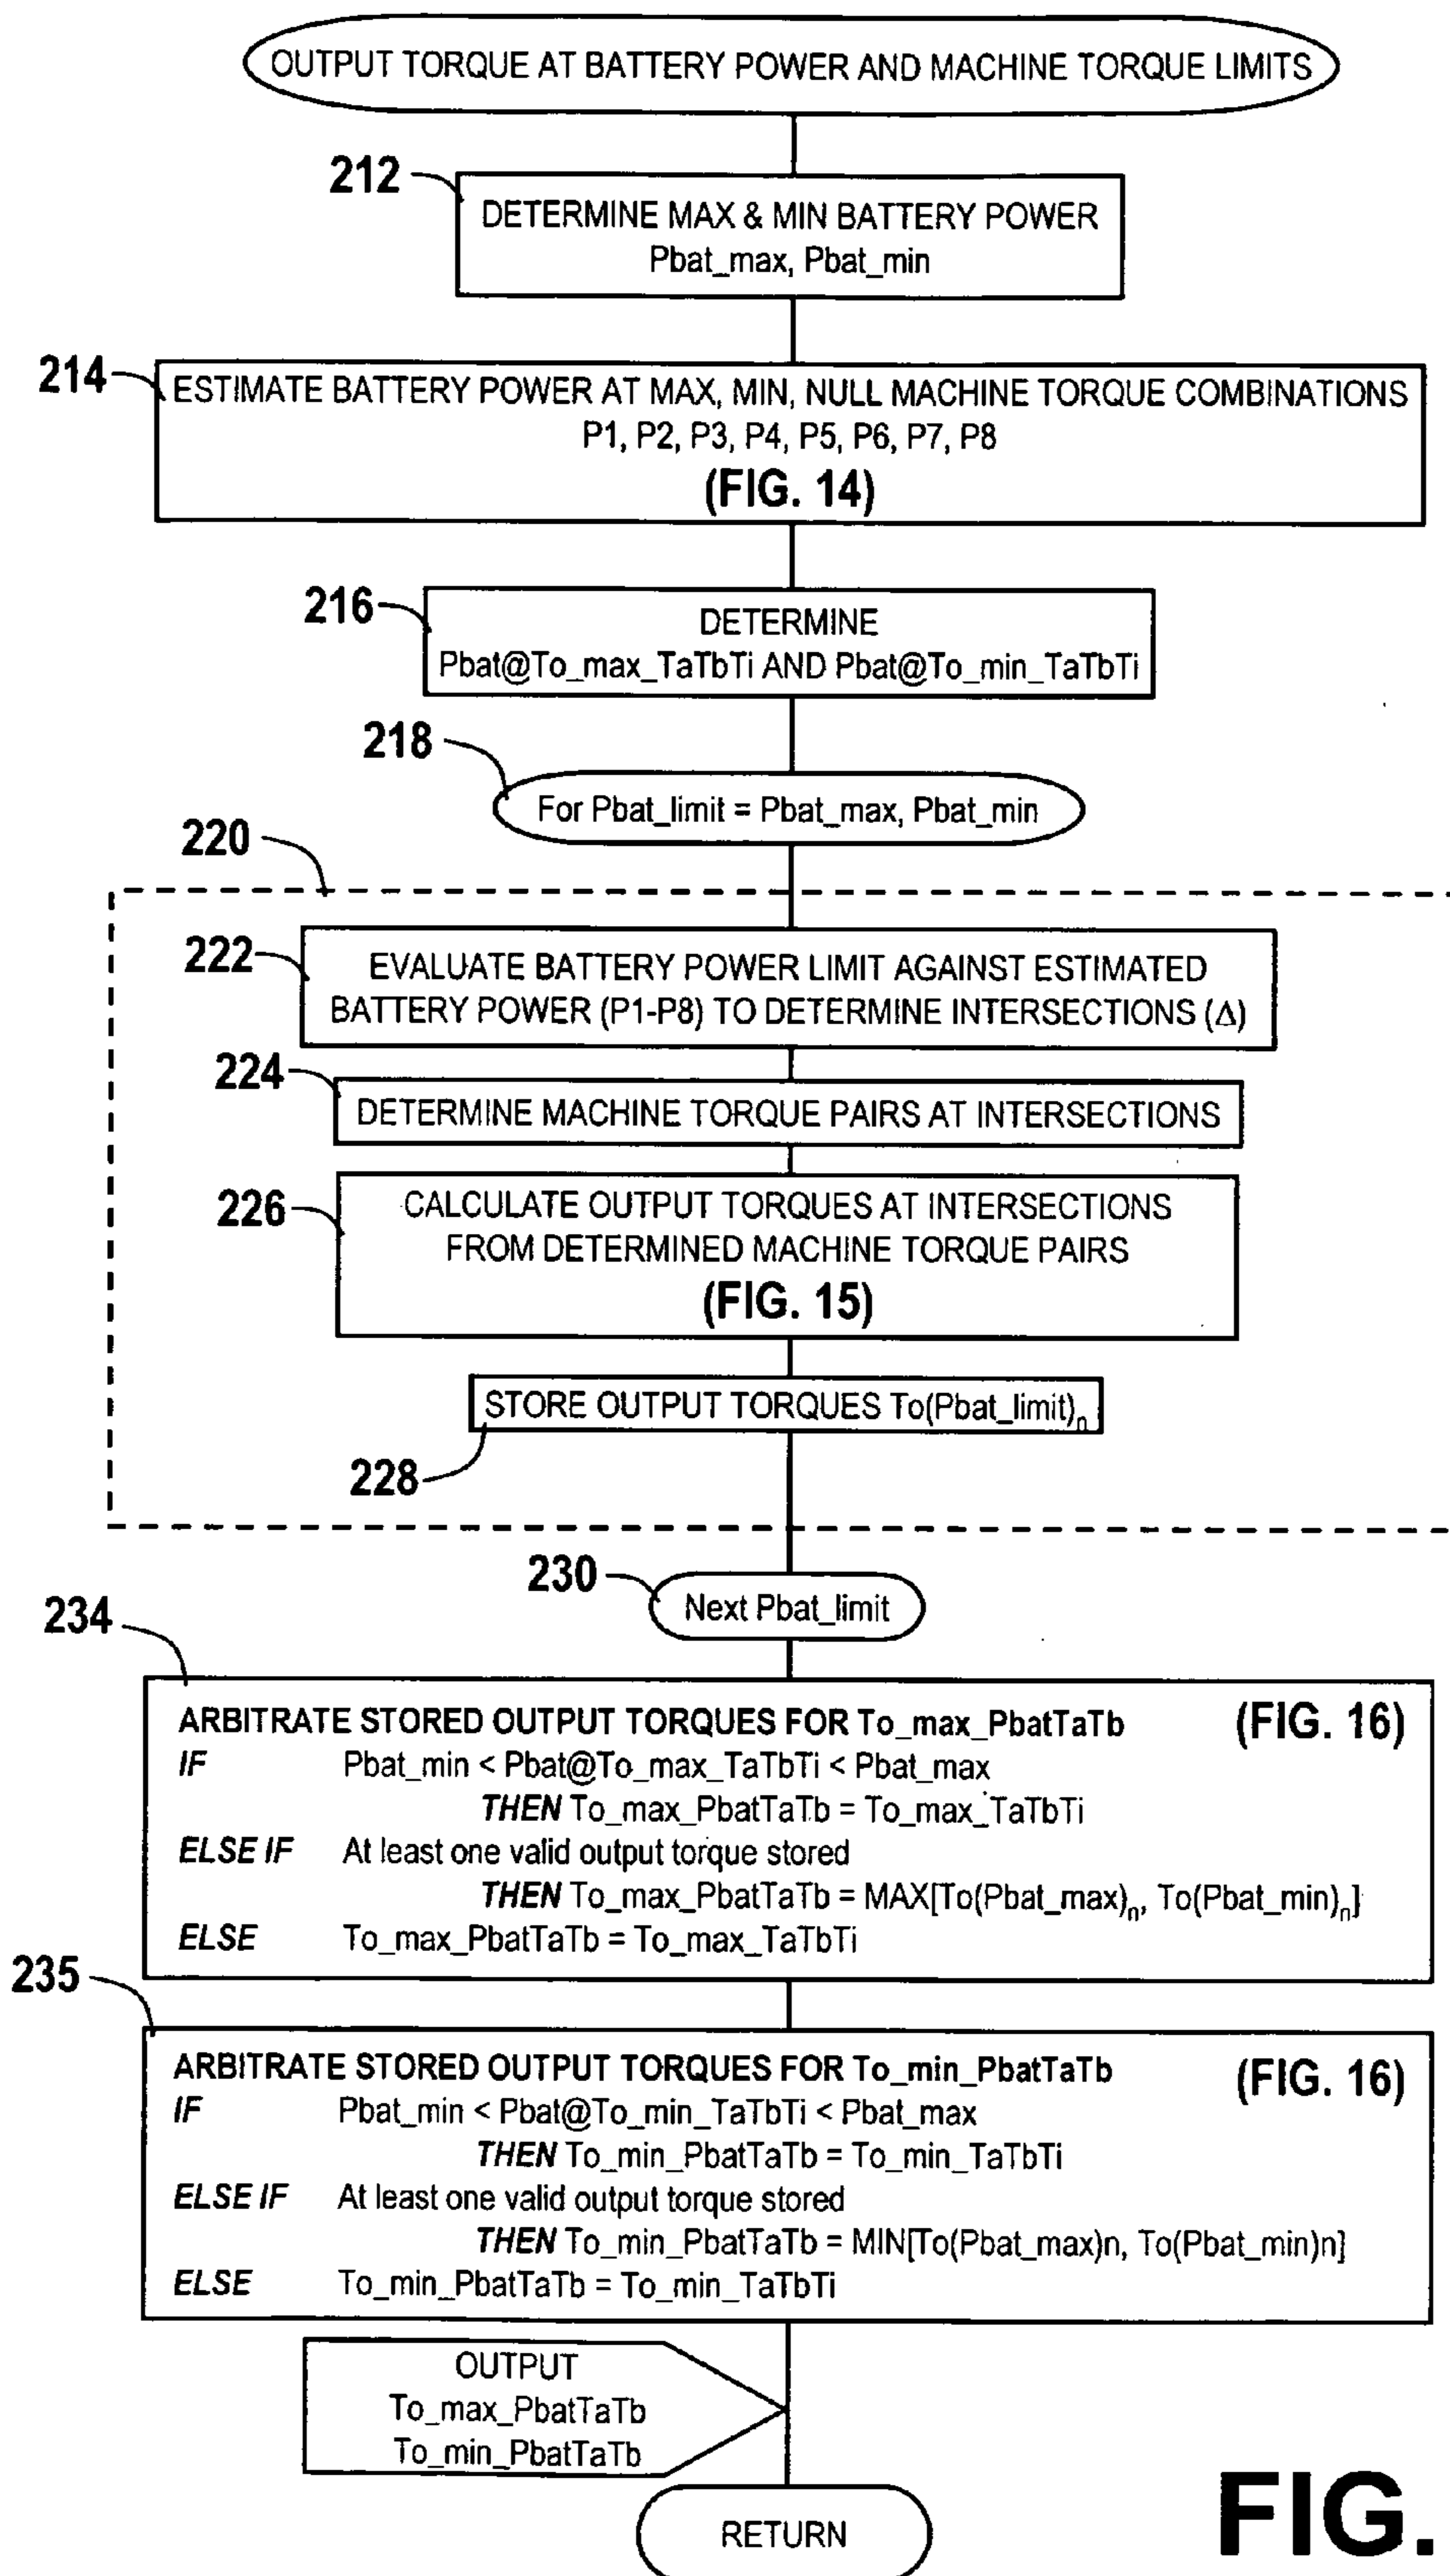 OUTPUT TORQUE AT BATTERY POWER AND MACHINE TORQUE LIMITS
212
DETERMINE MAX & MIN BATTERY POWER
Pbat_max, Pbat_min
214
ESTIMATE BATTERY POWER AT MAX, MIN, NULL MACHINE TORQUE COMBINATIONS
P1, P2, P3, P4, P5, P6, P7, P8
(FIG. 14)
216
DETERMINE
Pbat@To_max_TaTbTi AND Pbat@To_min_TaTbTi
218
For Pbat_limit = Pbat_max, Pbat_min
220
222
EVALUATE BATTERY POWER LIMIT AGAINST ESTIMATED
BATTERY POWER (P1-P8) TO DETERMINE INTERSECTIONS (Δ)
224
DETERMINE MACHINE TORQUE PAIRS AT INTERSECTIONS
226
CALCULATE OUTPUT TORQUES AT INTERSECTIONS
FROM DETERMINED MACHINE TORQUE PAIRS
(FIG. 15)
STORE OUTPUT TORQUES To(Pbat_limit)n
228
230
Next Pbat_limit
234
ARBITRATE STORED OUTPUT TORQUES FOR To_max_PbatTaTb (FIG. 16)
IF Pbat_min < Pbat@To_max_TaTbTi < Pbat_max
THEN To_max_PbatTaTb = To_max_TaTbTi
ELSE IF At least one valid output torque stored
THEN To_max_PbatTaTb = MAX[To(Pbat_max)n, To(Pbat_min)n]
ELSE To_max_PbatTaTb = To_max_TaTbTi
235
ARBITRATE STORED OUTPUT TORQUES FOR To_min_PbatTaTb (FIG. 16)
IF Pbat_min < Pbat@To_min_TaTbTi < Pbat_max
THEN To_min_PbatTaTb = To_min_TaTbTi
ELSE IF At least one valid output torque stored
THEN To_min_PbatTaTb = MIN[To(Pbat_max)n, To(Pbat_min)n]
ELSE To_min_PbatTaTb = To_min_TaTbTi
OUTPUT
To_max_PbatTaTb
To_min_PbatTaTb
RETURN
FIG.